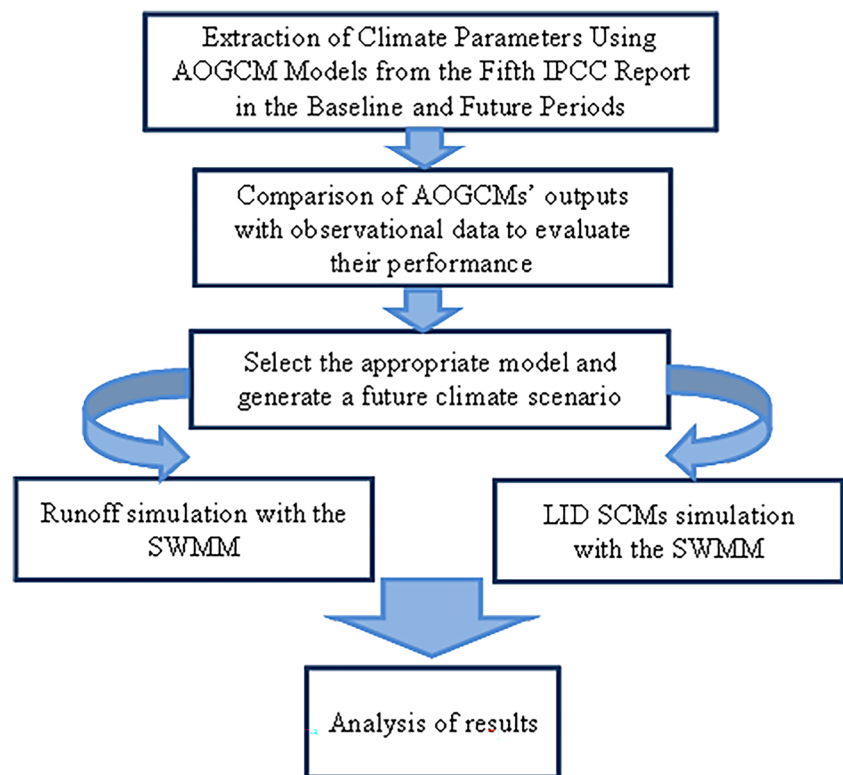 Extraction of Climate Parameters Using
AOGCM Models from the Fifth IPCC Report
in the Baseline and Future Periods
Comparison of AOGCMs’ outputs
with observational data to evaluate
their performance
Select the appropriate model and
generate a future climate scenario
Runoff simulation with the
SWMM
LID SCMs simulation
with the SWMM
Analysis of results